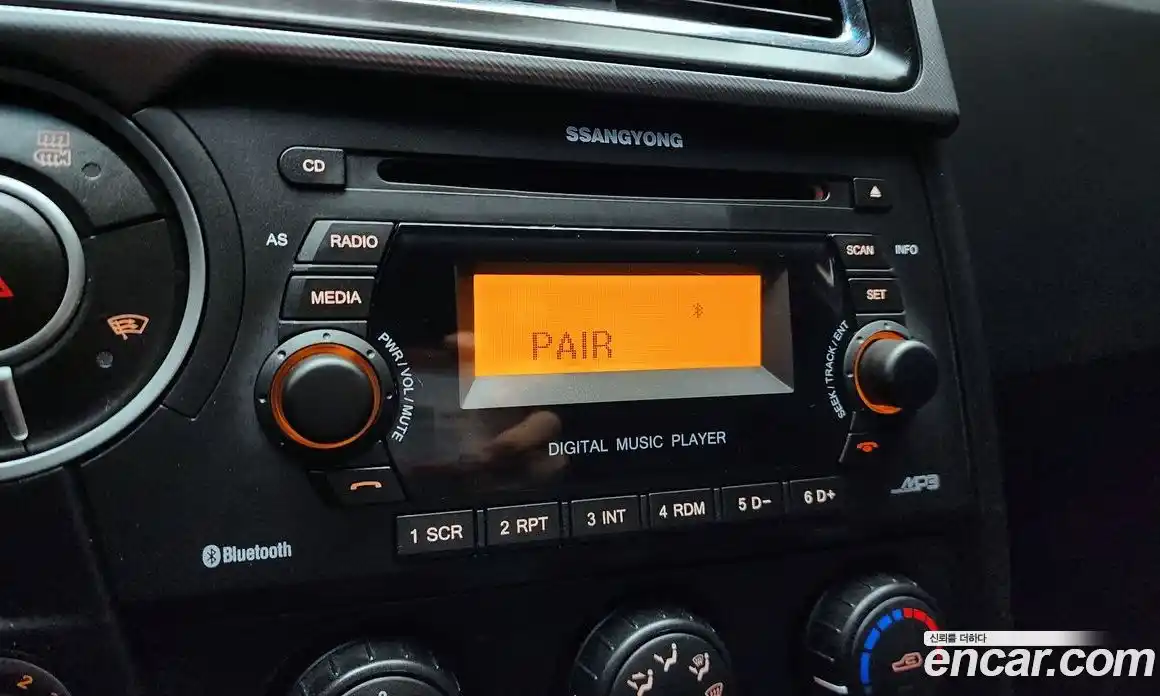 SSANGYONG
CD
AS
RADIO
SCAN
INFO
MEDIA
SET
PAIR
PWR / VOL / MUTE
SEEK / TRACK / ENT
DIGITAL MUSIC PLAYER
MP3
1 SCR
2 RPT
3 INT
4 RDM
5 D-
6 D+
Bluetooth
2
신뢰를 더하다
encar.com